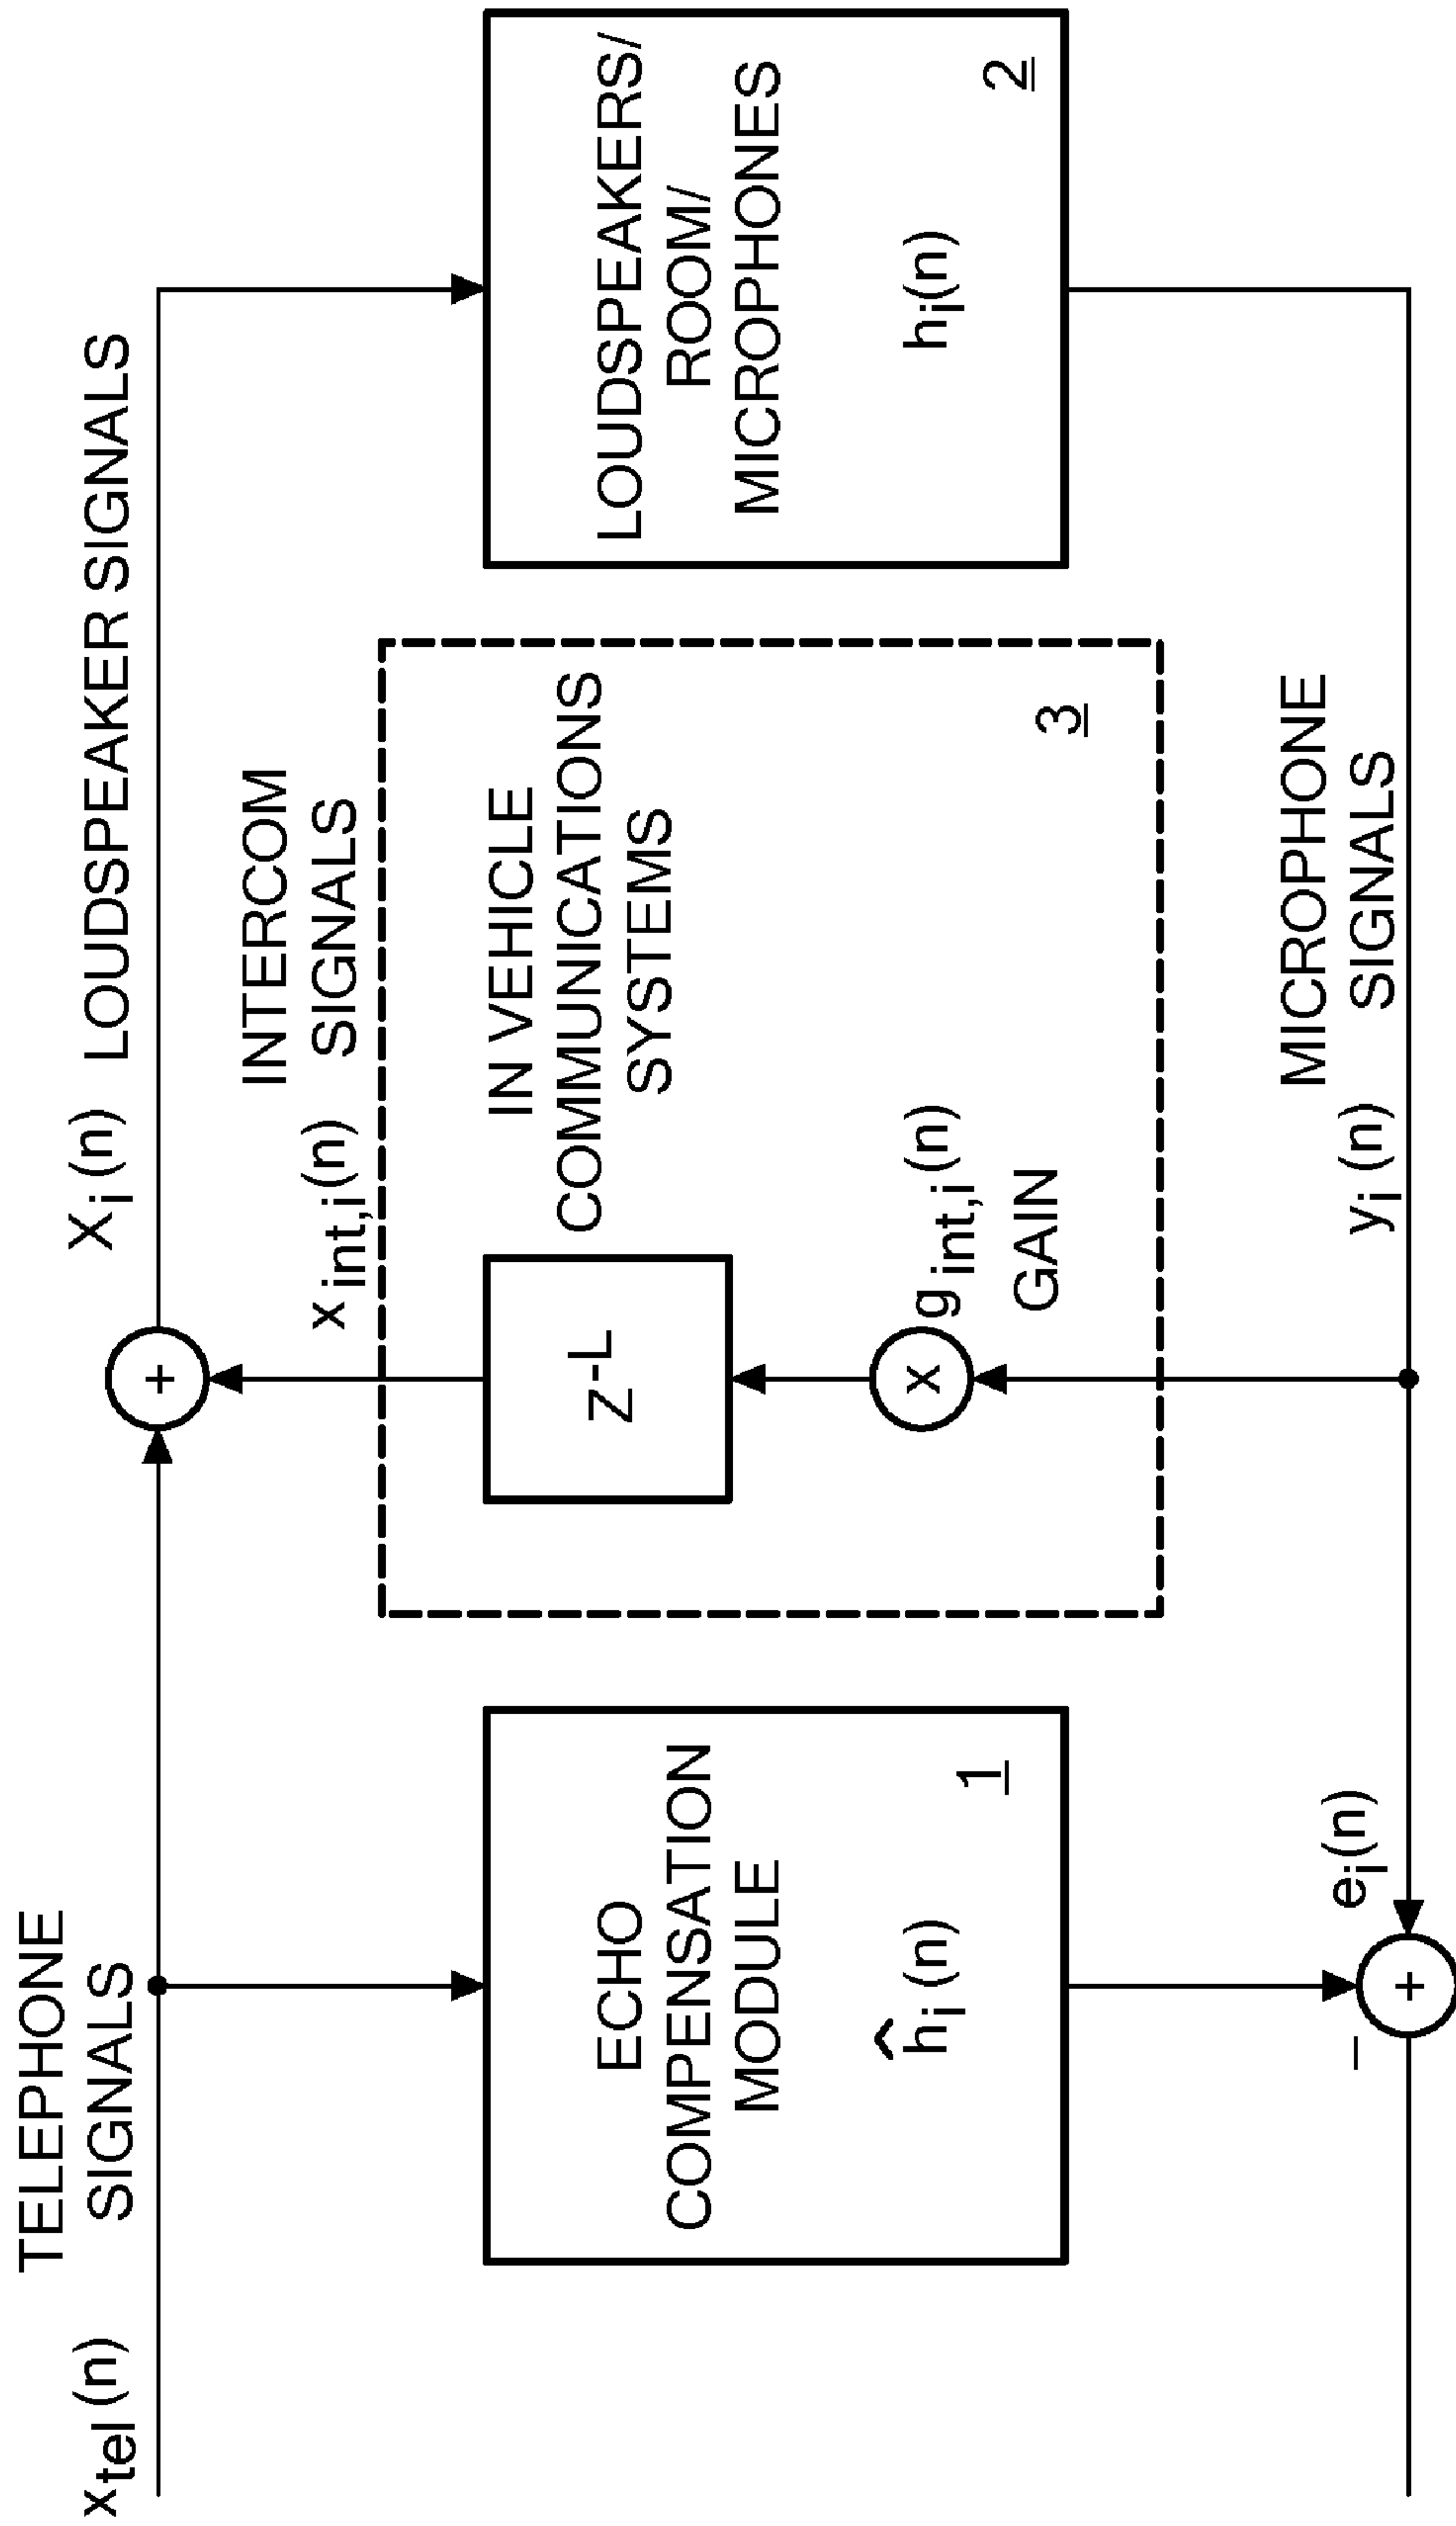 TELEPHONE
x_tel(n) SIGNALS
X_i(n) LOUDSPEAKER SIGNALS
+
INTERCOM
x_int,i(n) SIGNALS
ECHO
COMPENSATION
MODULE
ĥ_i(n)
1
IN VEHICLE
COMMUNICATIONS
SYSTEMS
Z^-L
x
g_int,i(n)
GAIN
3
LOUDSPEAKERS/
ROOM/
MICROPHONES
h_i(n)
2
MICROPHONE
y_i(n) SIGNALS
e_i(n)
–
+